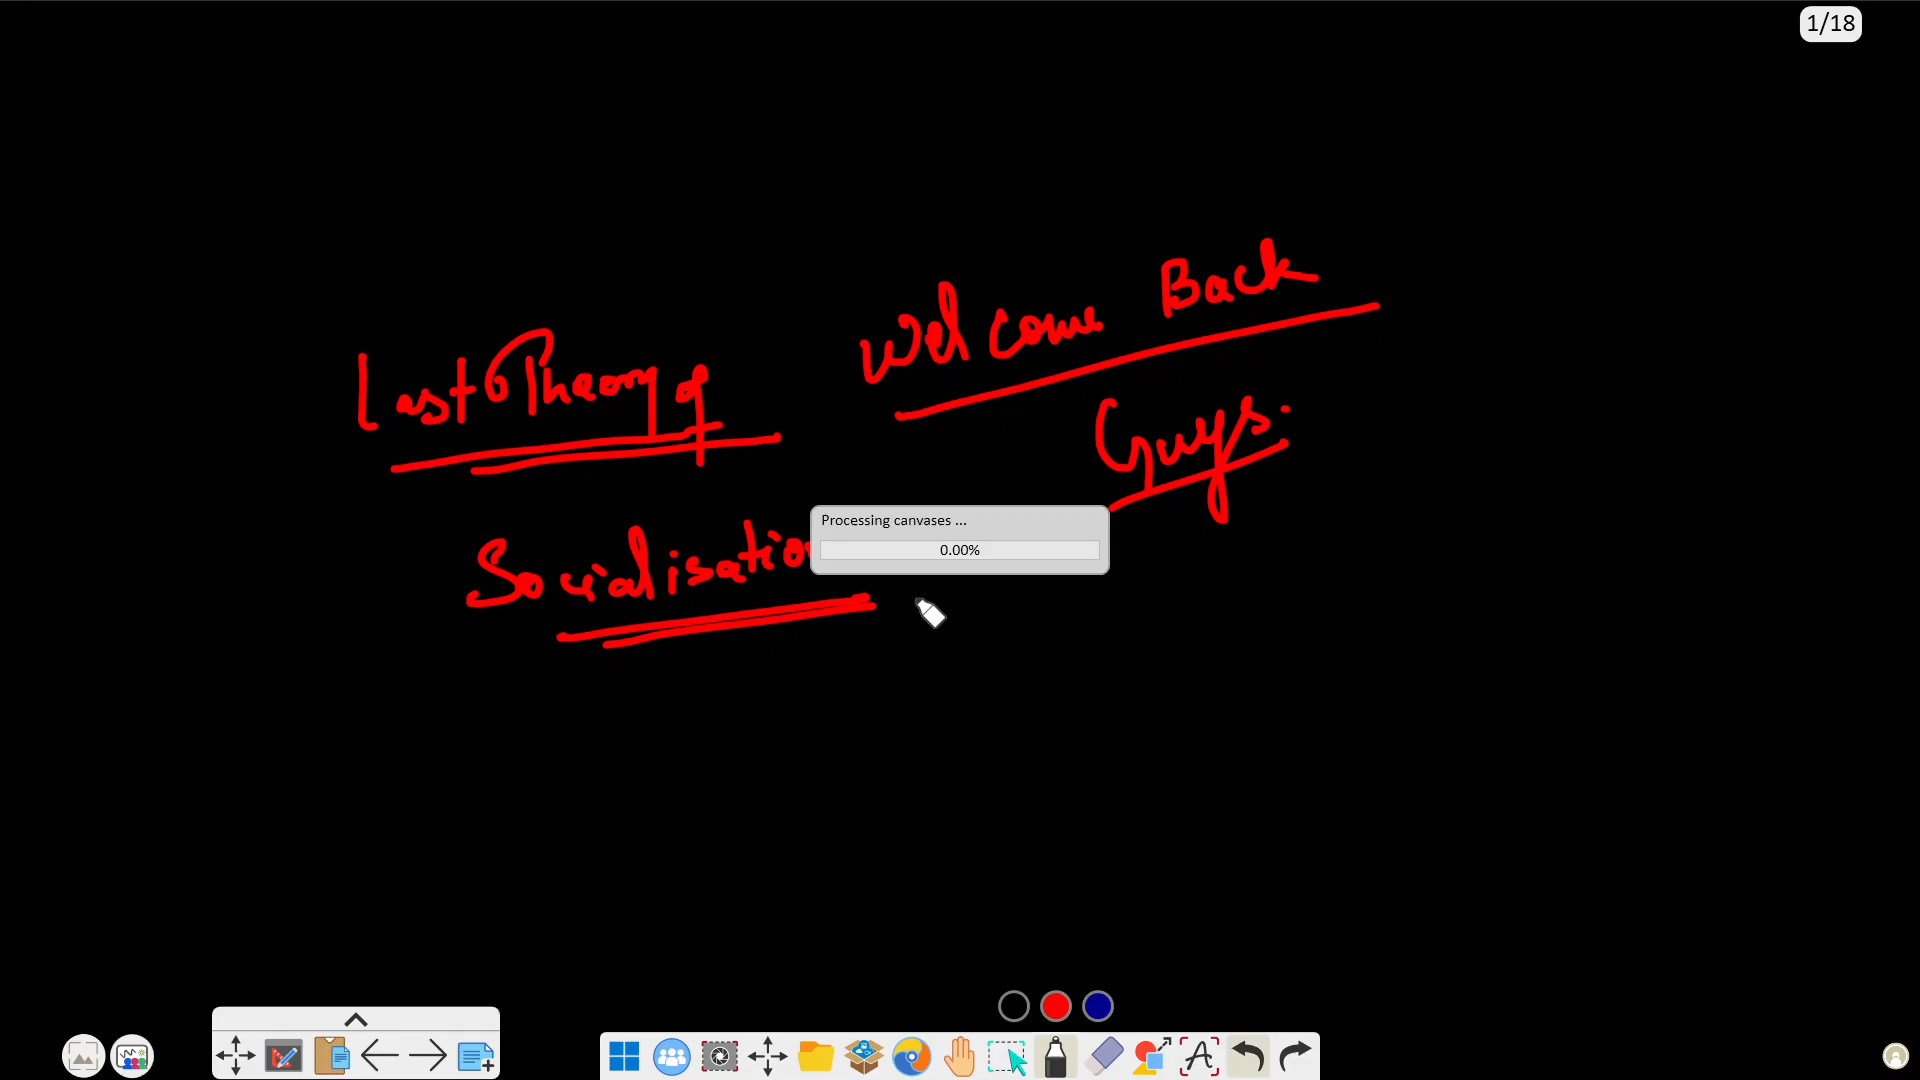 1/18
Welcome Back
Guys.
Last Theory of
Socialisation
Processing canvases ...
0.00%